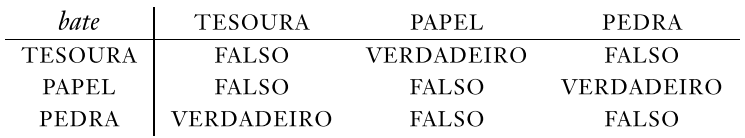 bate TESOURA PAPEL PEDRA
TESOURA FALSO VERDADEIRO FALSO
PAPEL FALSO FALSO VERDADEIRO
PEDRA VERDADEIRO FALSO FALSO